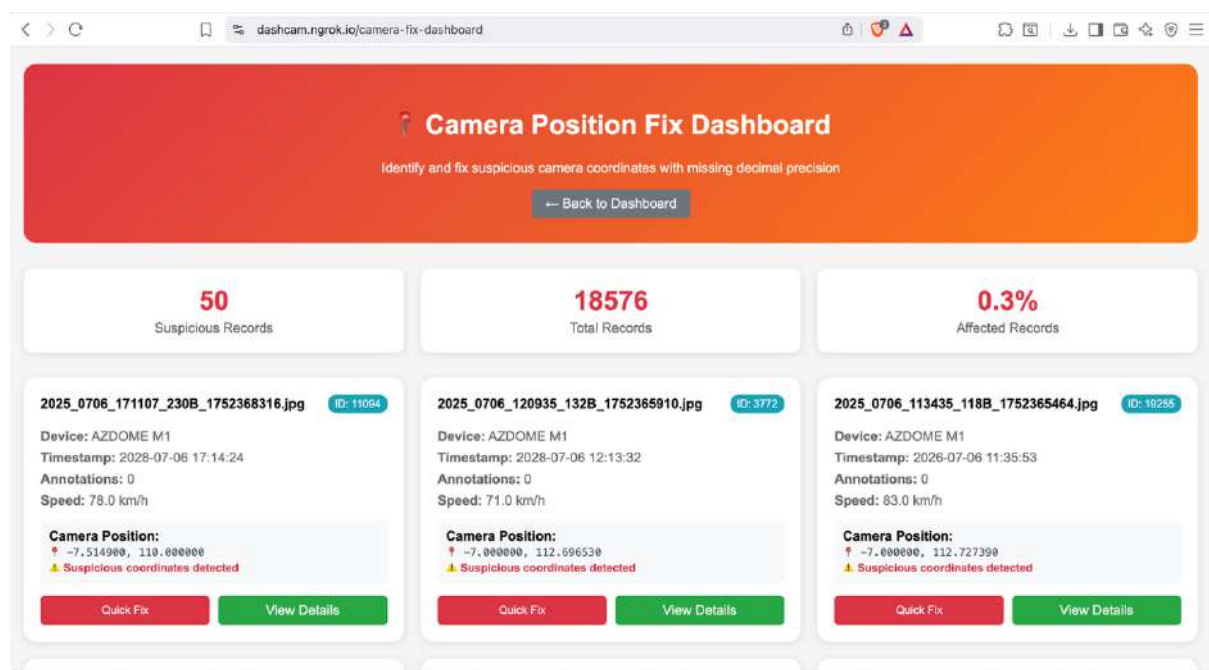 dashcam.ngrok.io/camera-fix-dashboard
Camera Position Fix Dashboard
Identify and fix suspicious camera coordinates with missing decimal precision
← Back to Dashboard
50
Suspicious Records
18576
Total Records
0.3%
Affected Records
2025_0706_171107_230B_1752368316.jpg
ID: 11094
Device: AZDOME M1
Timestamp: 2028-07-06 17:14:24
Annotations: 0
Speed: 78.0 km/h
Camera Position:
-7.514900, 110.000000
Suspicious coordinates detected
Quick Fix
View Details
2025_0706_120935_132B_1752365910.jpg
ID: 3772
Device: AZDOME M1
Timestamp: 2028-07-06 12:13:32
Annotations: 0
Speed: 71.0 km/h
Camera Position:
-7.000000, 112.696530
Suspicious coordinates detected
Quick Fix
View Details
2025_0706_113435_118B_1752365464.jpg
ID: 19255
Device: AZDOME M1
Timestamp: 2026-07-06 11:35:53
Annotations: 0
Speed: 83.0 km/h
Camera Position:
-7.000000, 112.727390
Suspicious coordinates detected
Quick Fix
View Details